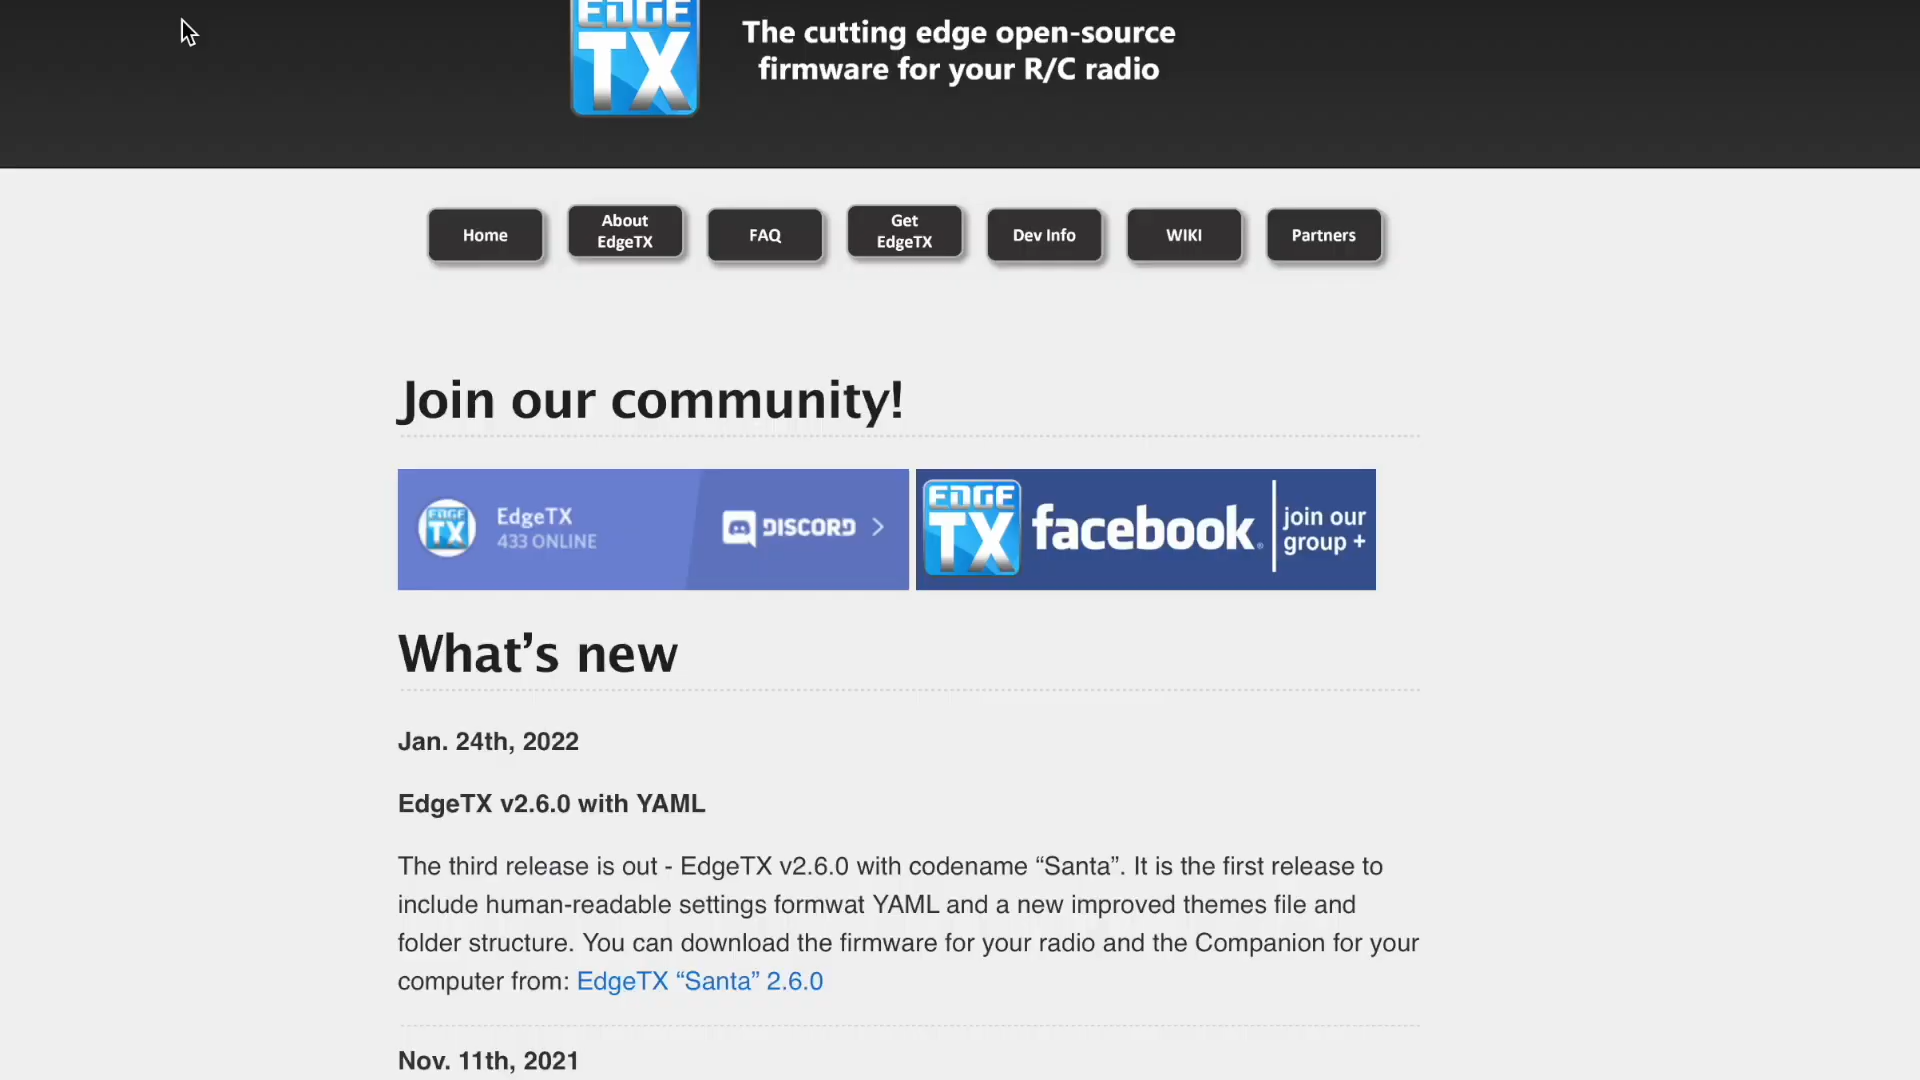 EDGE
TX
The cutting edge open-source
firmware for your R/C radio
Home
About
EdgeTX
FAQ
Get
EdgeTX
Dev Info
WIKI
Partners
Join our community!
EDGE
TX
EdgeTX
433 ONLINE
DISCORD
EDGE
TX
facebook
join our
group +
What’s new
Jan. 24th, 2022
EdgeTX v2.6.0 with YAML
The third release is out - EdgeTX v2.6.0 with codename “Santa”. It is the first release to
include human-readable settings formwat YAML and a new improved themes file and
folder structure. You can download the firmware for your radio and the Companion for your
computer from: EdgeTX “Santa” 2.6.0
Nov. 11th, 2021